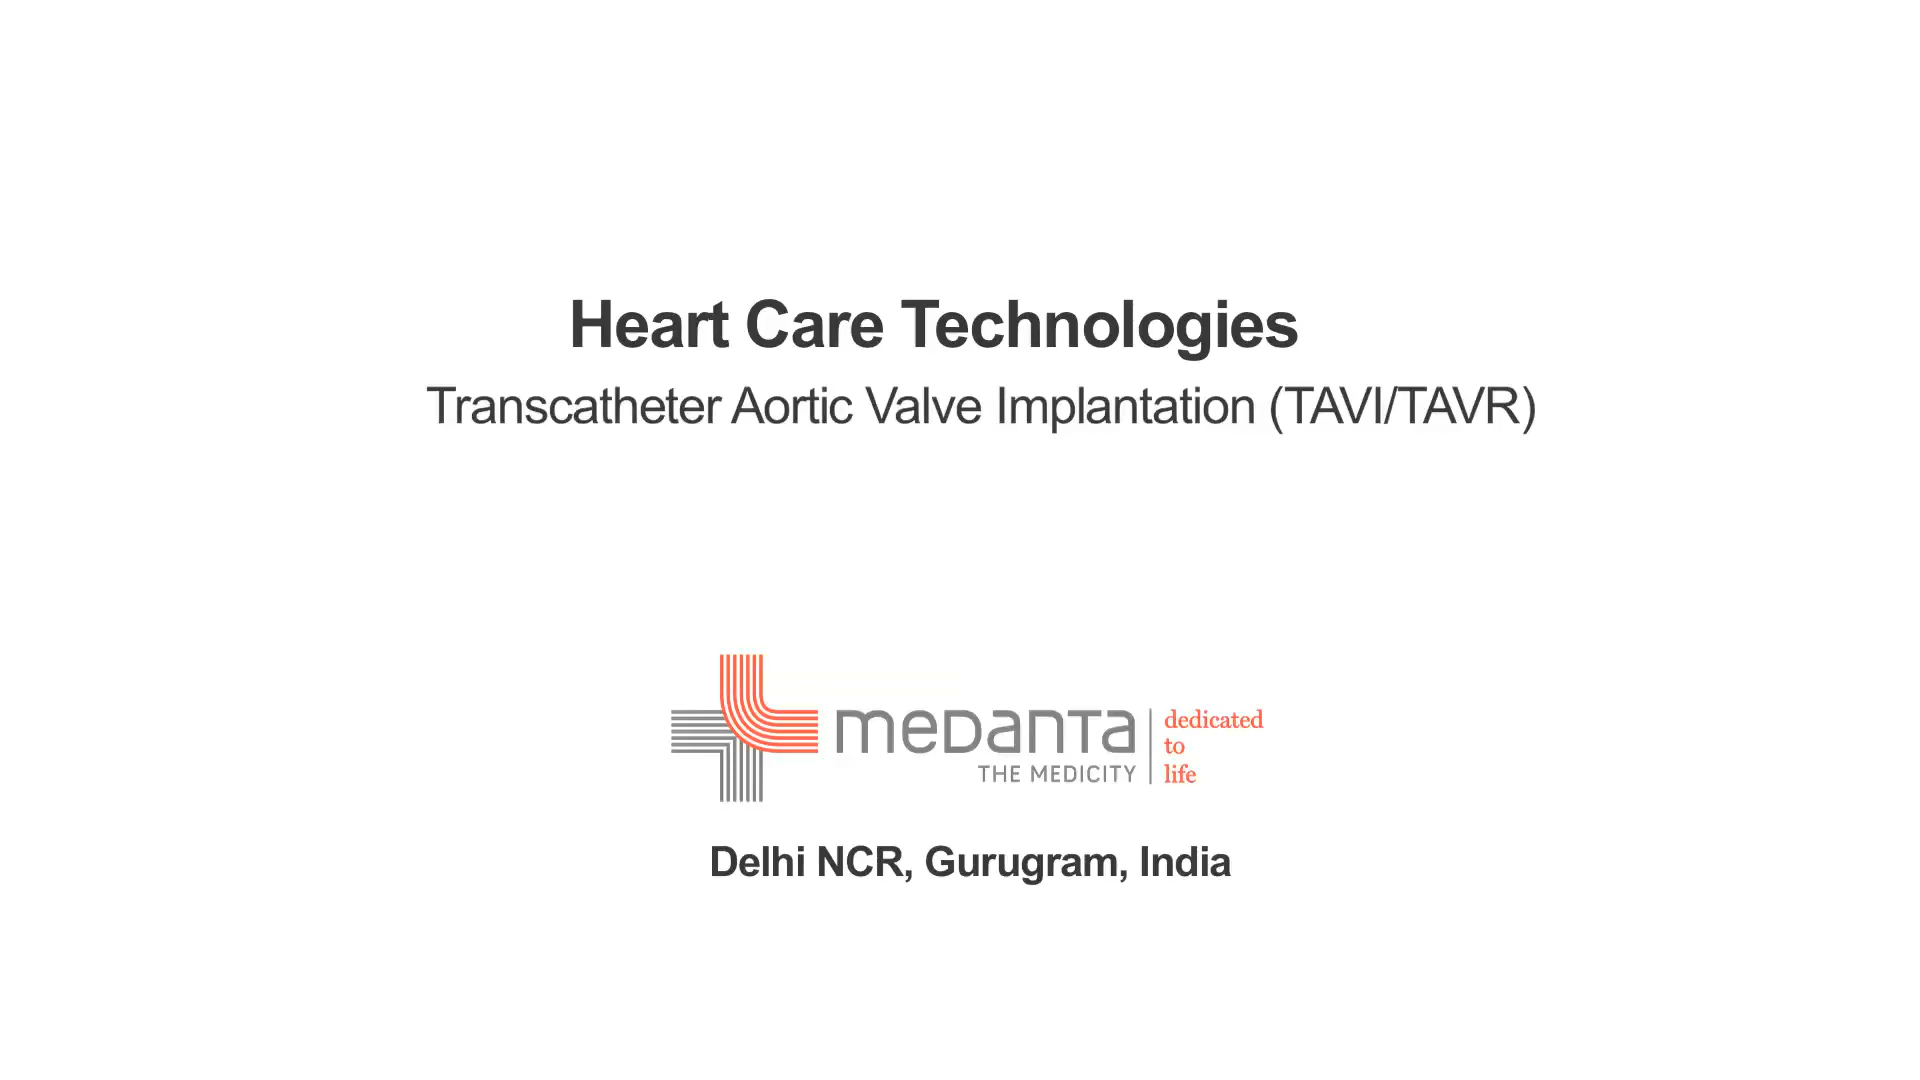 Heart Care Technologies
Transcatheter Aortic Valve Implantation (TAVI/TAVR)
meDanTa
THE MEDICITY
dedicated
to
life
Delhi NCR, Gurugram, India